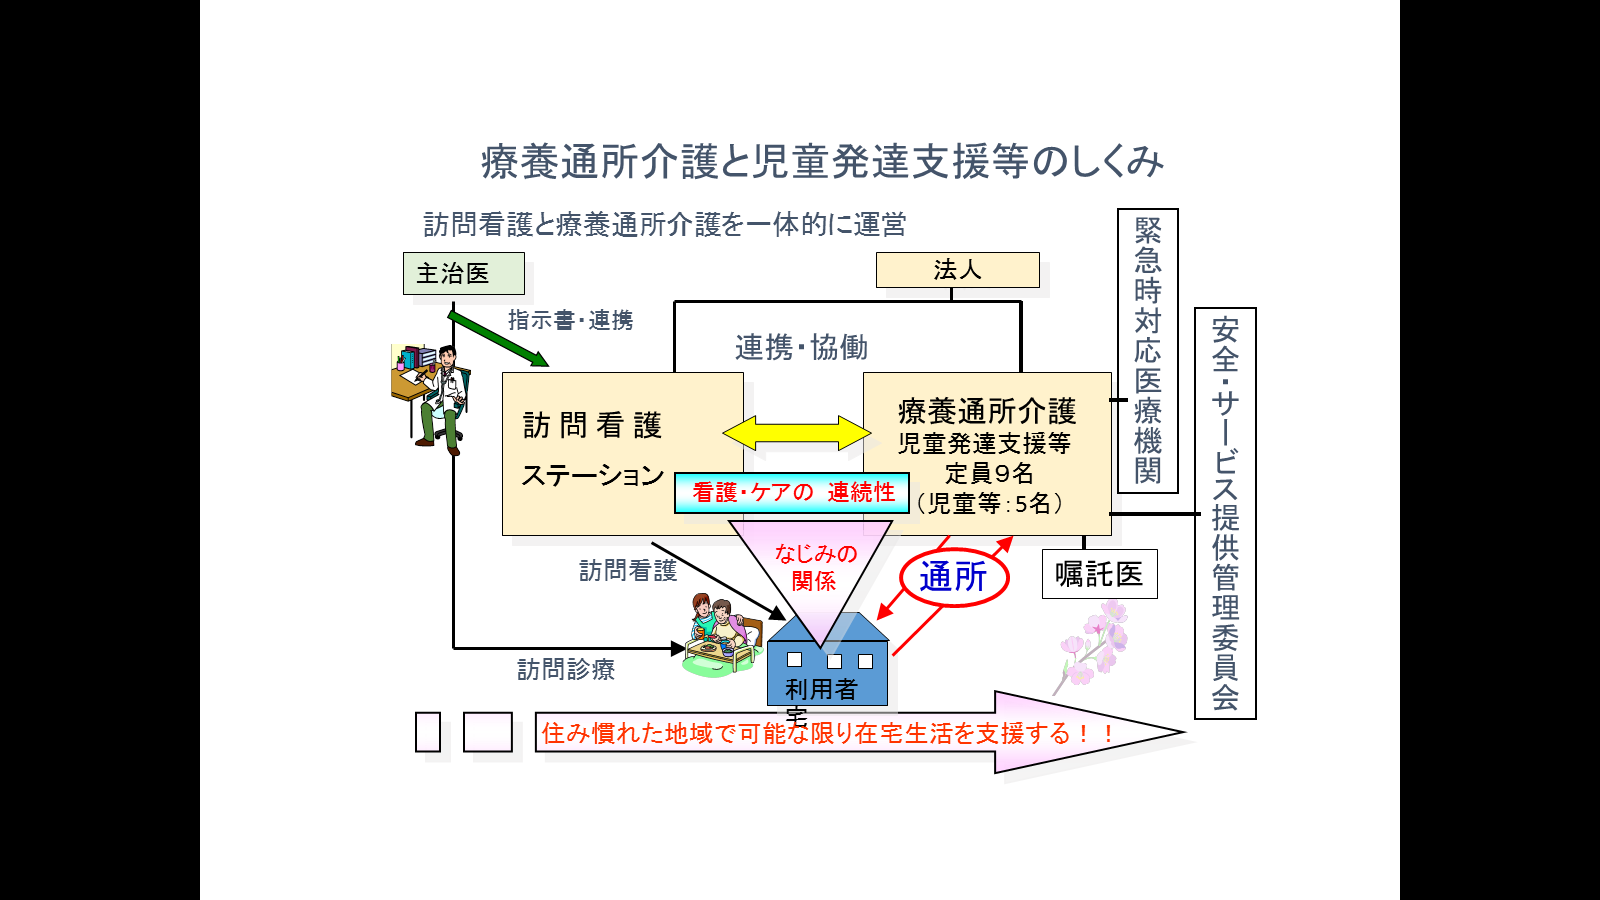 療養通所介護と児童発達支援等のしくみ
訪問看護と療養通所介護を一体的に運営
主治医
法人
指示書・連携
連携・協働
訪問看護
ステーション
療養通所介護
児童発達支援等
定員９名
（児童等：5名）
看護・ケアの　連続性
なじみの
関係
通所
訪問看護
訪問診療
嘱託医
緊急時対応医療機関
安全・サービス提供管理委員会
利用者
宅
住み慣れた地域で可能な限り在宅生活を支援する！！